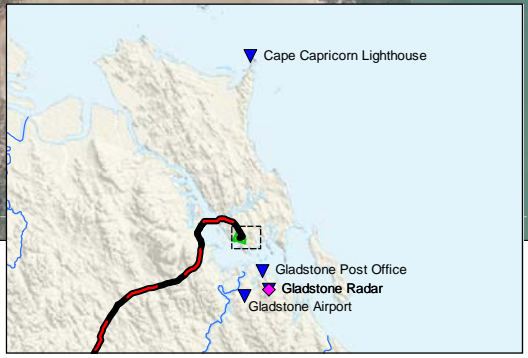 Cape Capricorn Lighthouse
Gladstone Post Office
Gladstone Radar
Gladstone Airport